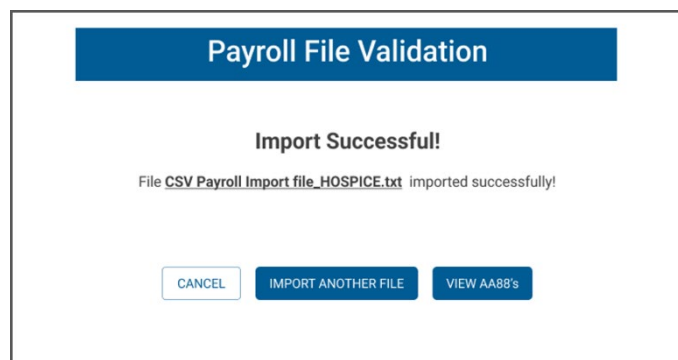 Payroll File Validation
Import Successful!
File CSV Payroll Import file_HOSPICE.txt imported successfully!
CANCEL IMPORT ANOTHER FILE VIEW AA88's